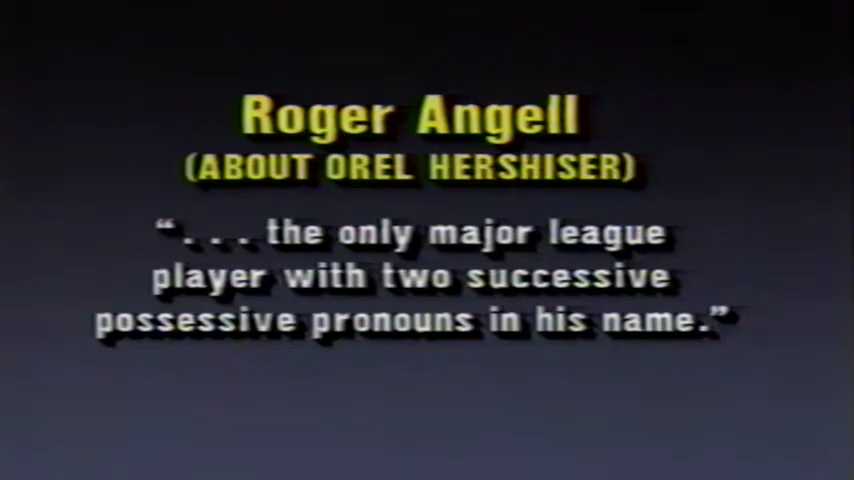 Roger Angell
(ABOUT OREL HERSHISER)
“. . . the only major league
player with two successive
possessive pronouns in his name.”